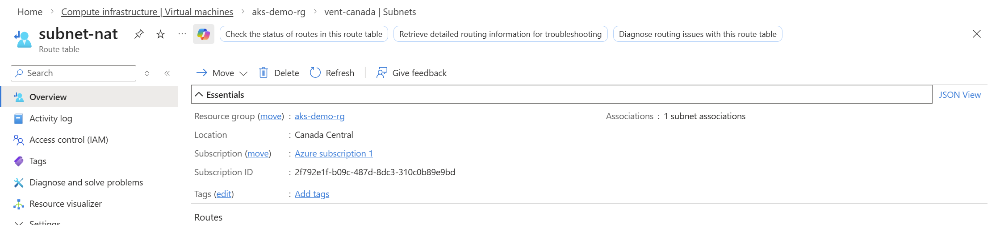 Home > Compute infrastructure | Virtual machines > aks-demo-rg > vent-canada | Subnets
subnet-nat
Route table
Check the status of routes in this route table
Retrieve detailed routing information for troubleshooting
Diagnose routing issues with this route table
Search
Move
Delete
Refresh
Give feedback
Overview
Activity log
Access control (IAM)
Tags
Diagnose and solve problems
Resource visualizer
Settings
Essentials
JSON View
Resource group (move) : aks-demo-rg
Location : Canada Central
Subscription (move) : Azure subscription 1
Subscription ID : 2f792e1f-b09c-487d-8dc3-310c0b89e9bd
Tags (edit) : Add tags
Associations : 1 subnet associations
Routes